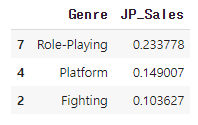 Genre JP_Sales
7 Role-Playing 0.233778
4 Platform 0.149007
2 Fighting 0.103627